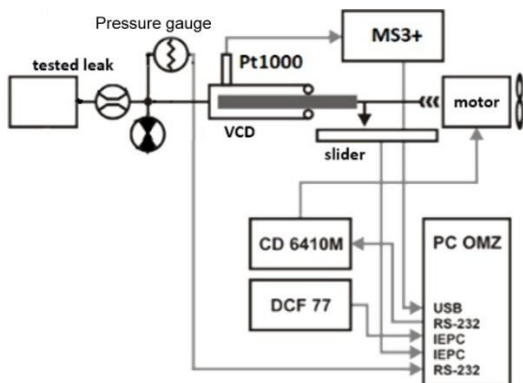 Pressure gauge
MS3+
tested leak
Pt1000
motor
VCD
slider
CD 6410M
PC OMZ
DCF 77
USB
RS-232
IEPC
IEPC
RS-232